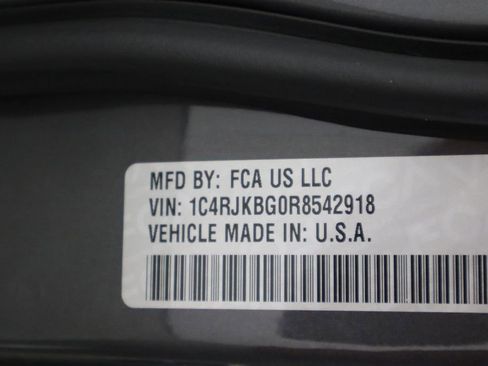 MFD BY: FCA US LLC
VIN: 1C4RJKBG0R8542918
VEHICLE MADE IN: U.S.A.